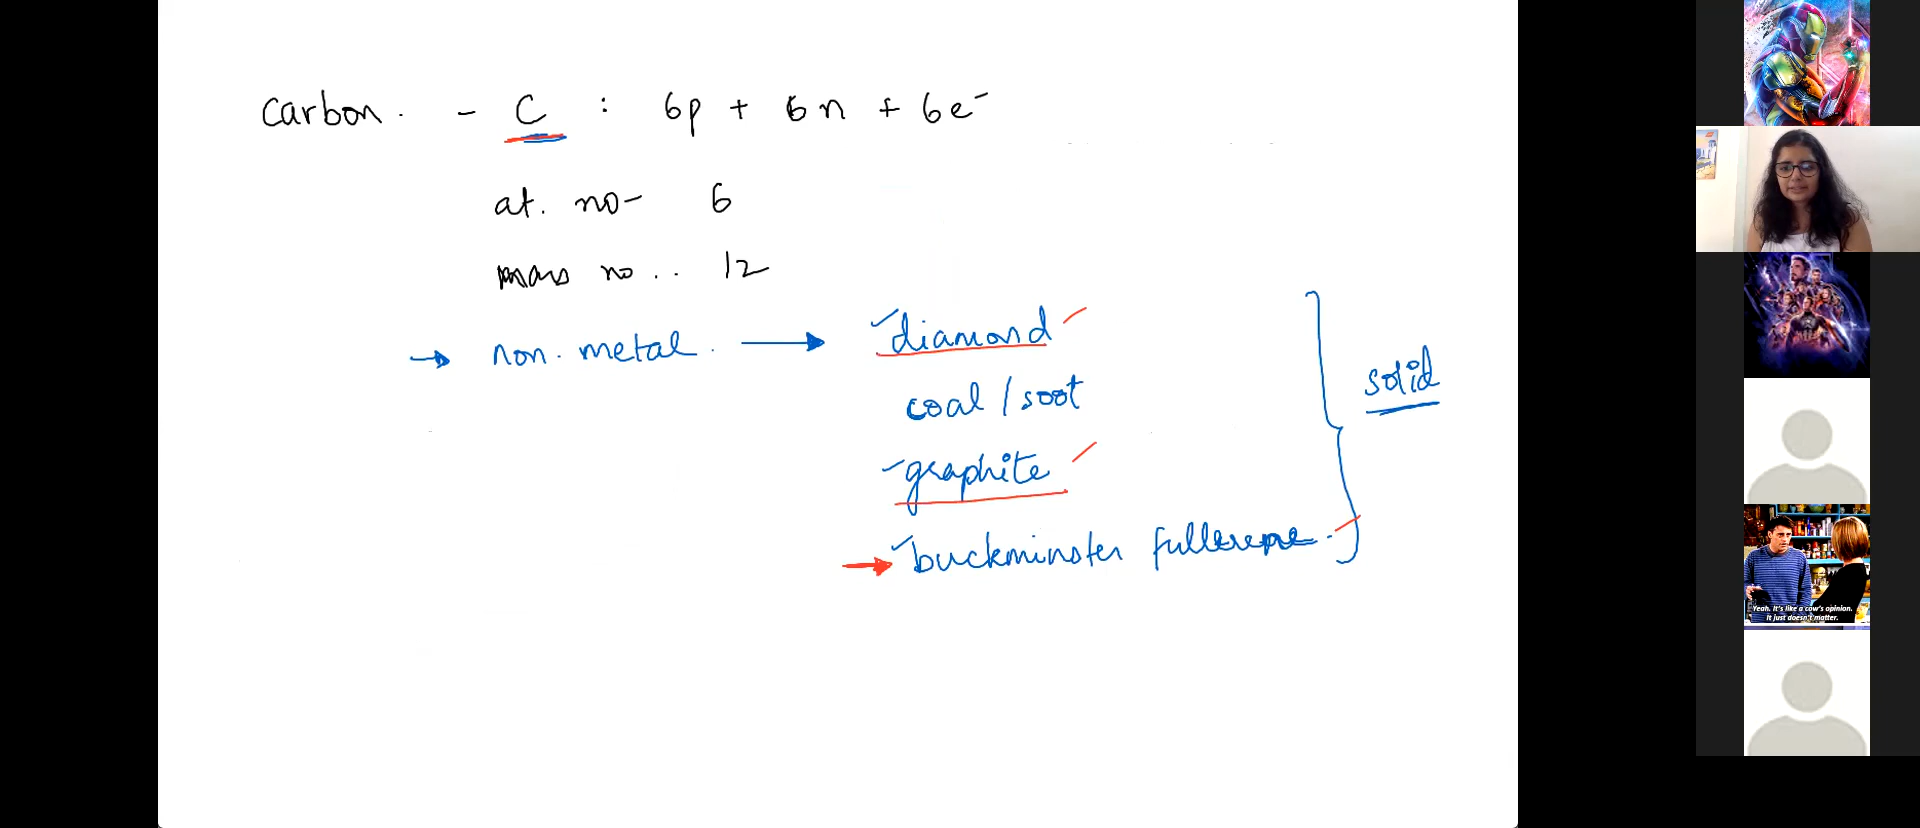 carbon. - C : 6p + 6n + 6e⁻
at. no- 6
mass no.. 12
→ non. metal. → ✓diamond ✓
coal / soot
✓graphite ✓
→ ✓buckminster fullerene. ✓
solid
Yeah. It's like a cow's opinion.
It just doesn't matter.